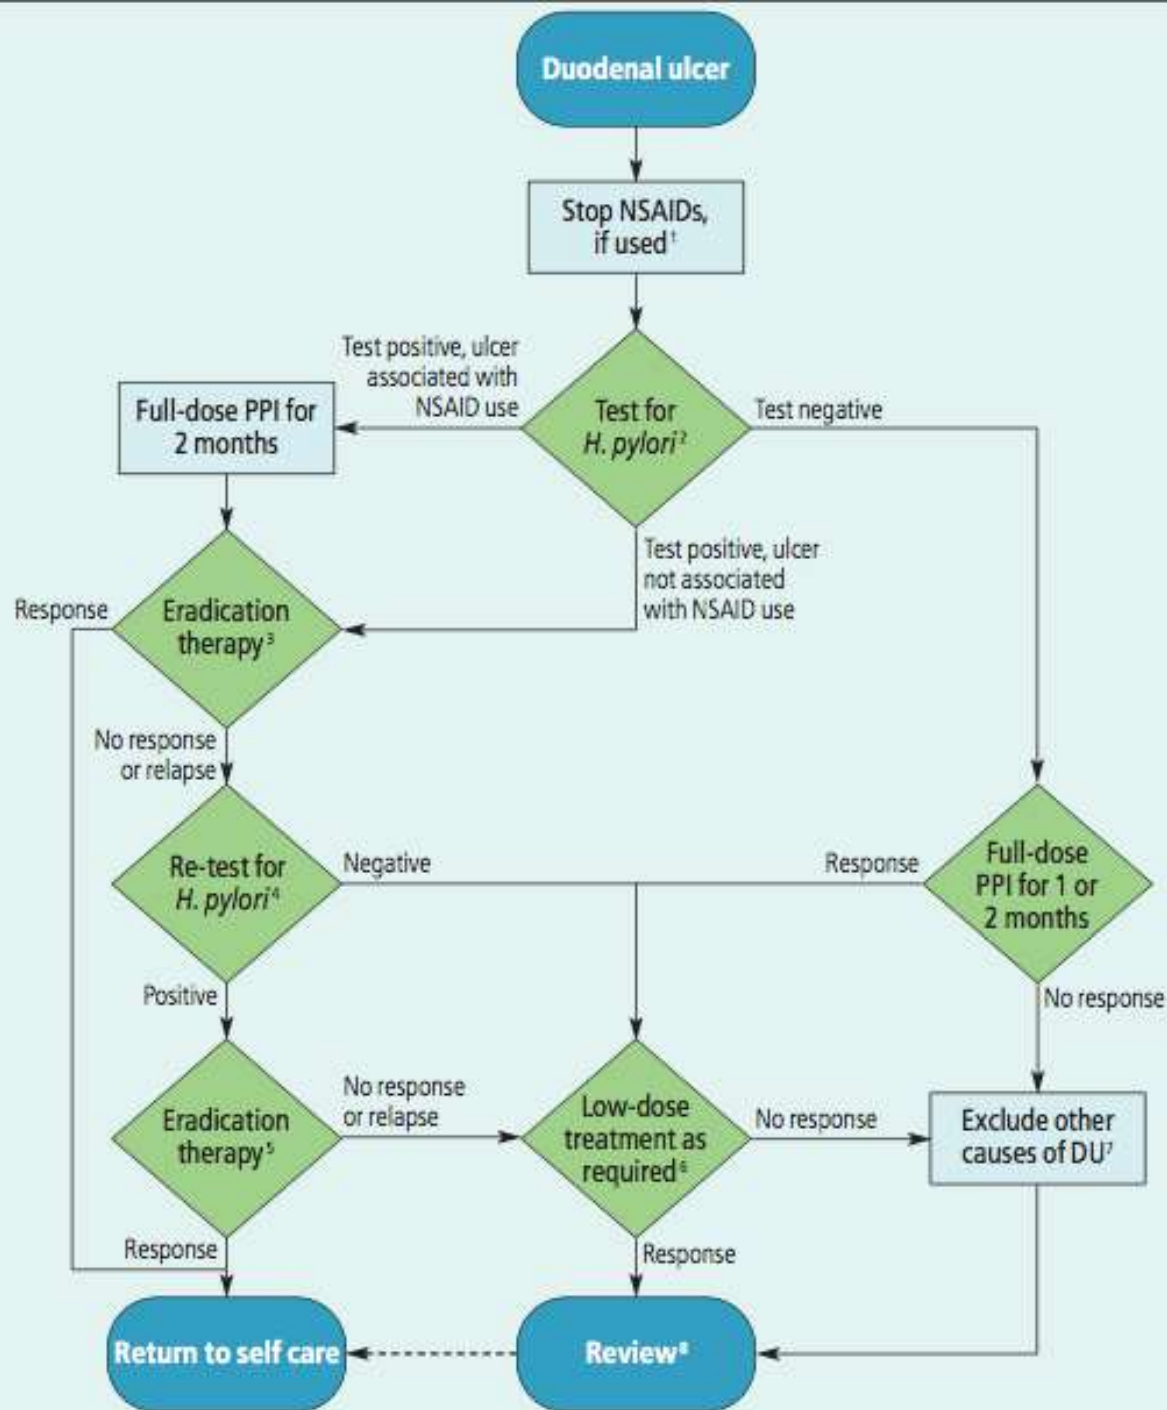 Duodenal ulcer
Stop NSAIDs,
if used¹
Test positive, ulcer
associated with
NSAID use
Full-dose PPI for
2 months
Test for
H. pylori²
Test negative
Test positive, ulcer
not associated
with NSAID use
Response
Eradication
therapy³
No response
or relapse
Re-test for
H. pylori⁴
Negative
Response
Full-dose
PPI for 1 or
2 months
Positive
No response
Eradication
therapy⁵
No response
or relapse
Low-dose
treatment as
required⁶
No response
Exclude other
causes of DU⁷
Response
Response
Return to self care
Review⁸